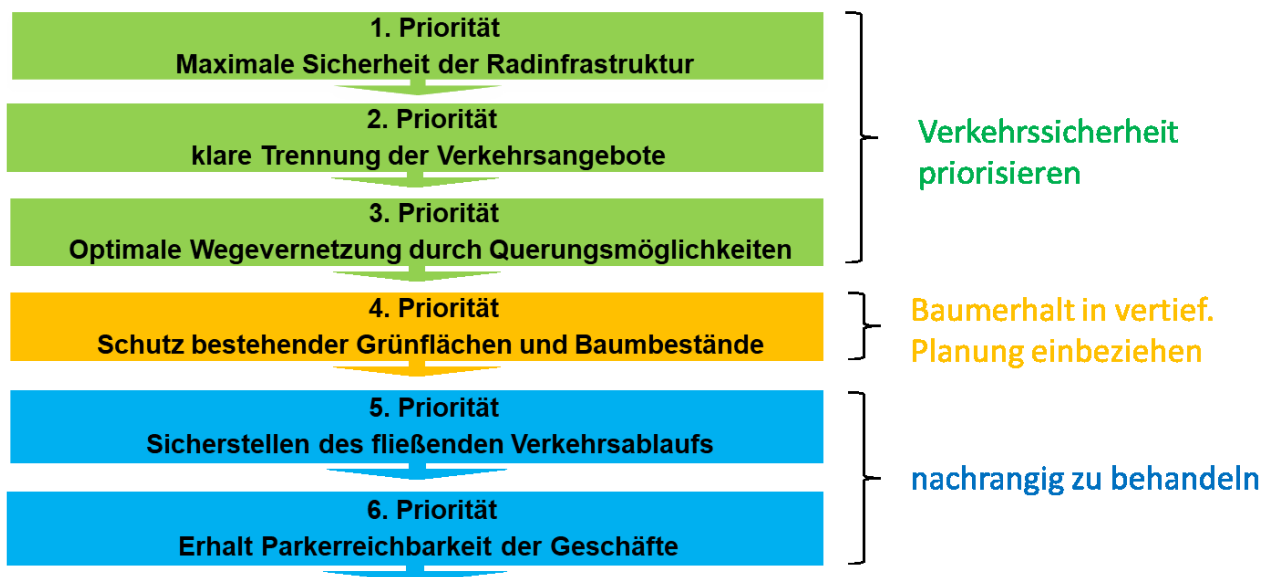 1. Priorität
Maximale Sicherheit der Radinfrastruktur
2. Priorität
klare Trennung der Verkehrsangebote
3. Priorität
Optimale Wegevernetzung durch Querungsmöglichkeiten
Verkehrssicherheit
priorisieren
4. Priorität
Schutz bestehender Grünflächen und Baumbestände
Baumerhalt in vertief.
Planung einbeziehen
5. Priorität
Sicherstellen des fließenden Verkehrsablaufs
6. Priorität
Erhalt Parkerreichbarkeit der Geschäfte
nachrangig zu behandeln